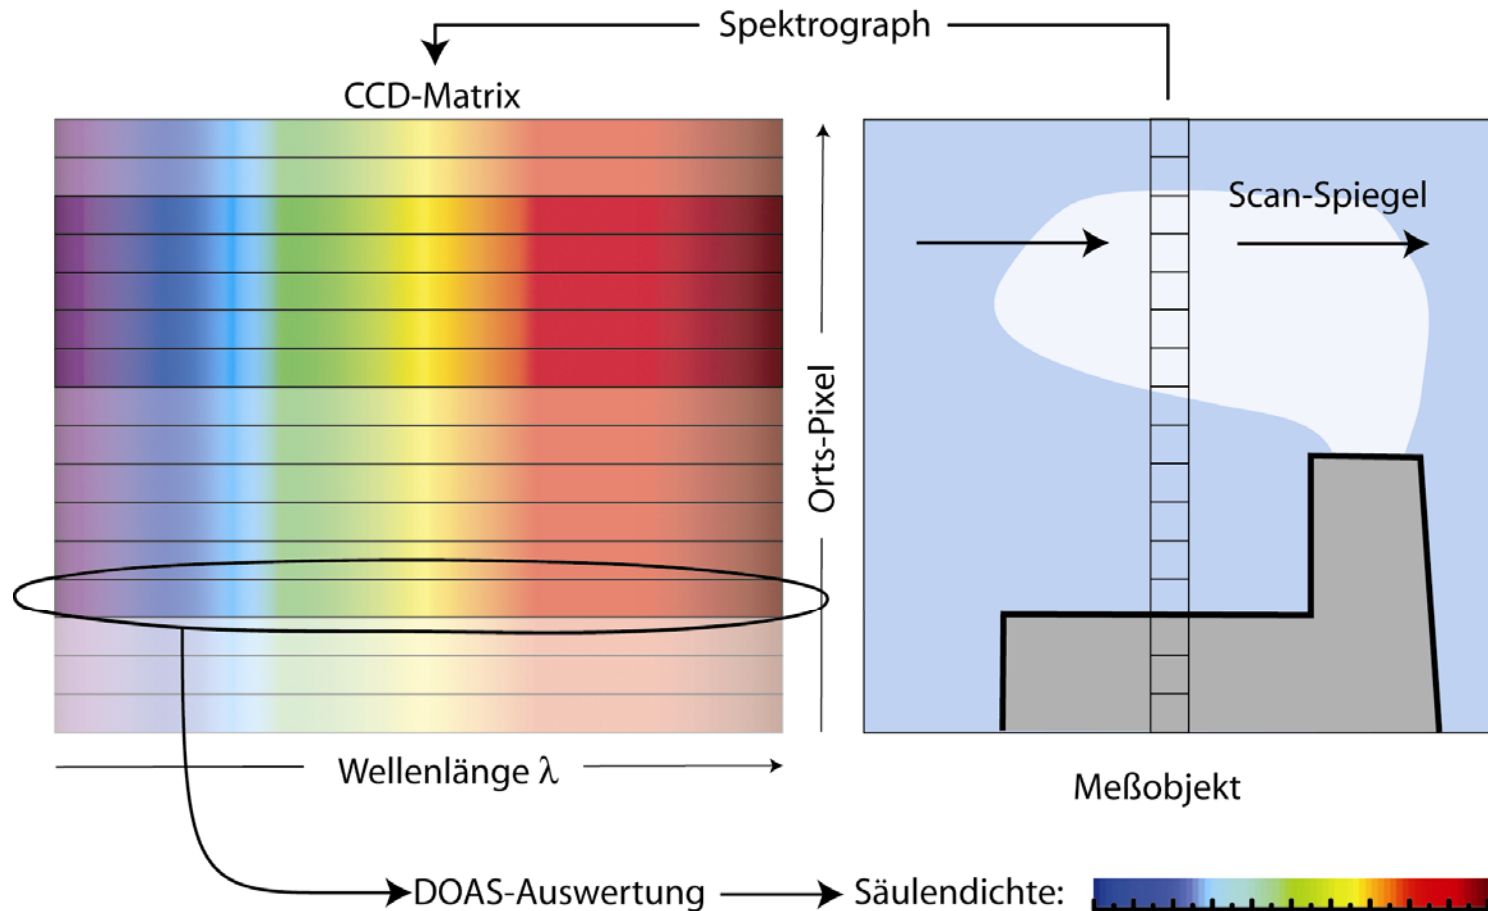 Spektrograph
CCD-Matrix
Scan-Spiegel
Orts-Pixel
Wellenlänge λ
Meßobjekt
DOAS-Auswertung
Säulendichte: